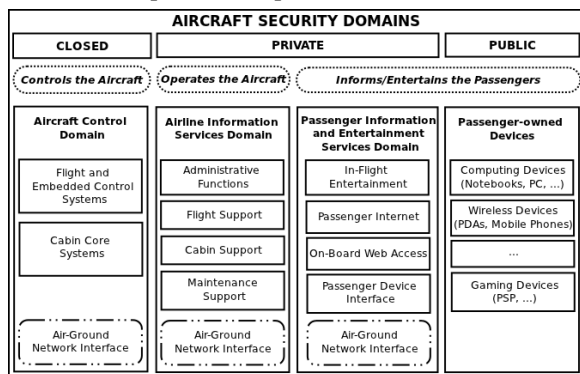 AIRCRAFT SECURITY DOMAINS
CLOSED
PRIVATE
PUBLIC
Controls the Aircraft
Operates the Aircraft
Informs/Entertains the Passengers
Aircraft Control
Domain
Flight and
Embedded Control
Systems
Cabin Core
Systems
Air-Ground
Network Interface
Airline Information
Services Domain
Administrative
Functions
Flight Support
Cabin Support
Maintenance
Support
Air-Ground
Network Interface
Passenger Information
and Entertainment
Services Domain
In-Flight
Entertainment
Passenger Internet
On-Board Web Access
Passenger Device
Interface
Air-Ground
Network Interface
Passenger-owned
Devices
Computing Devices
(Notebooks, PC, ...)
Wireless Devices
(PDAs, Mobile Phones)
...
Gaming Devices
(PSP, ...)